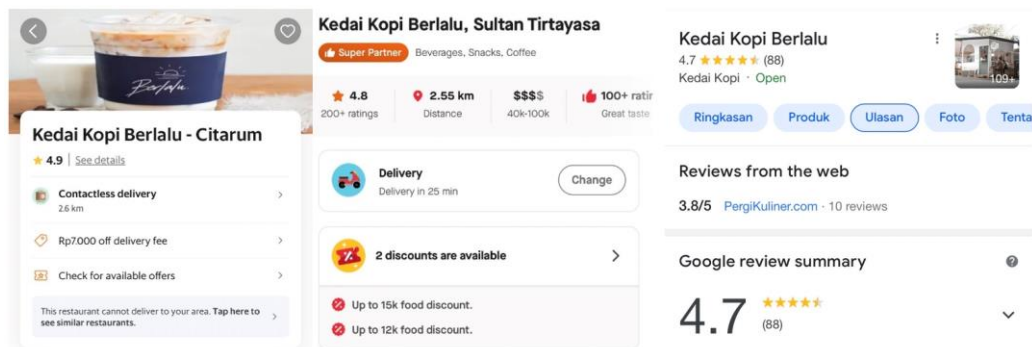 Berlalu
Kedai Kopi Berlalu - Citarum
4.9 | See details
Contactless delivery
2.6 km
Rp7.000 off delivery fee
Check for available offers
This restaurant cannot deliver to your area. Tap here to
see similar restaurants.
Kedai Kopi Berlalu, Sultan Tirtayasa
Super Partner Beverages, Snacks, Coffee
4.8 2.55 km $$$$ 100+ ratir
200+ ratings Distance 40k-100k Great taste
Delivery
Delivery in 25 min
Change
2 discounts are available
Up to 15k food discount.
Up to 12k food discount.
Kedai Kopi Berlalu
4.7 (88)
Kedai Kopi · Open
109+
Ringkasan Produk Ulasan Foto Tenta
Reviews from the web
3.8/5 PergiKuliner.com · 10 reviews
Google review summary
4.7
(88)